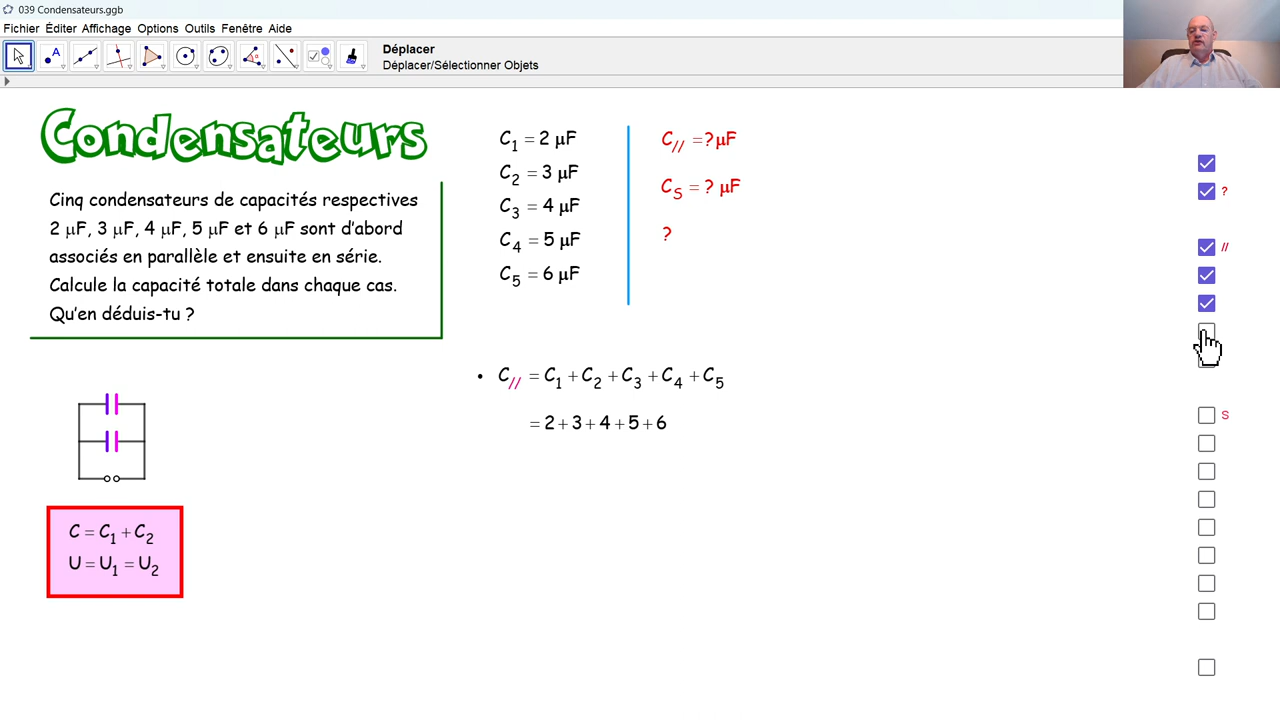 039 Condensateurs.ggb
Fichier Éditer Affichage Options Outils Fenêtre Aide
A
Déplacer
Déplacer/Sélectionner Objets
Condensateurs
Cinq condensateurs de capacités respectives
2 μF, 3 μF, 4 μF, 5 μF et 6 μF sont d'abord
associés en parallèle et ensuite en série.
Calcule la capacité totale dans chaque cas.
Qu'en déduis-tu ?
C₁ = 2 μF
C₂ = 3 μF
C₃ = 4 μF
C₄ = 5 μF
C₅ = 6 μF
C// =? μF
C_S = ? μF
?
?
//
S
• C// = C₁ + C₂ + C₃ + C₄ + C₅
= 2 + 3 + 4 + 5 + 6
C = C₁ + C₂
U = U₁ = U₂